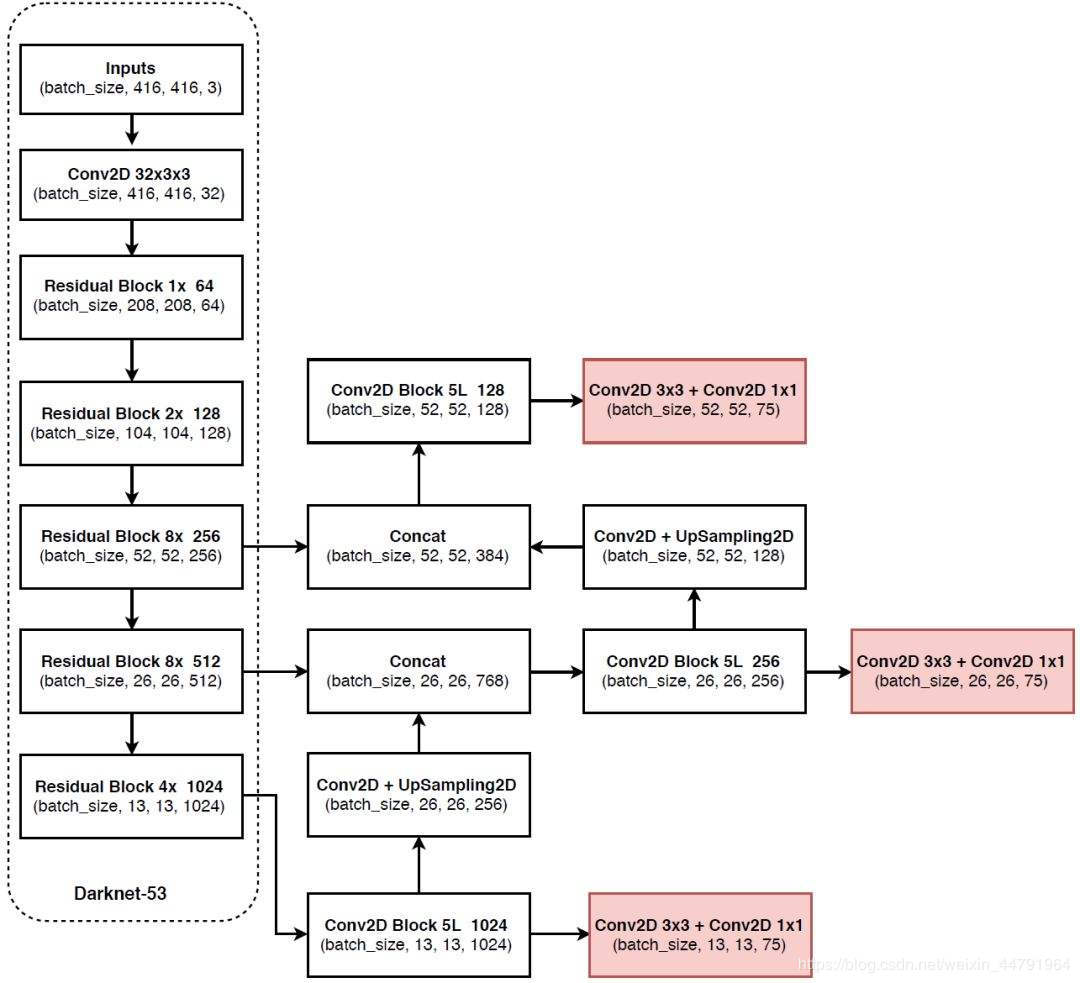 Inputs
(batch_size, 416, 416, 3)
Conv2D 32x3x3
(batch_size, 416, 416, 32)
Residual Block 1x 64
(batch_size, 208, 208, 64)
Residual Block 2x 128
(batch_size, 104, 104, 128)
Residual Block 8x 256
(batch_size, 52, 52, 256)
Residual Block 8x 512
(batch_size, 26, 26, 512)
Residual Block 4x 1024
(batch_size, 13, 13, 1024)
Darknet-53
Conv2D Block 5L 128
(batch_size, 52, 52, 128)
Conv2D 3x3 + Conv2D 1x1
(batch_size, 52, 52, 75)
Concat
(batch_size, 52, 52, 384)
Conv2D + UpSampling2D
(batch_size, 52, 52, 128)
Concat
(batch_size, 26, 26, 768)
Conv2D Block 5L 256
(batch_size, 26, 26, 256)
Conv2D 3x3 + Conv2D 1x1
(batch_size, 26, 26, 75)
Conv2D + UpSampling2D
(batch_size, 26, 26, 256)
Conv2D Block 5L 1024
(batch_size, 13, 13, 1024)
Conv2D 3x3 + Conv2D 1x1
(batch_size, 13, 13, 75)
https://blog.csdn.net/weixin_44791964